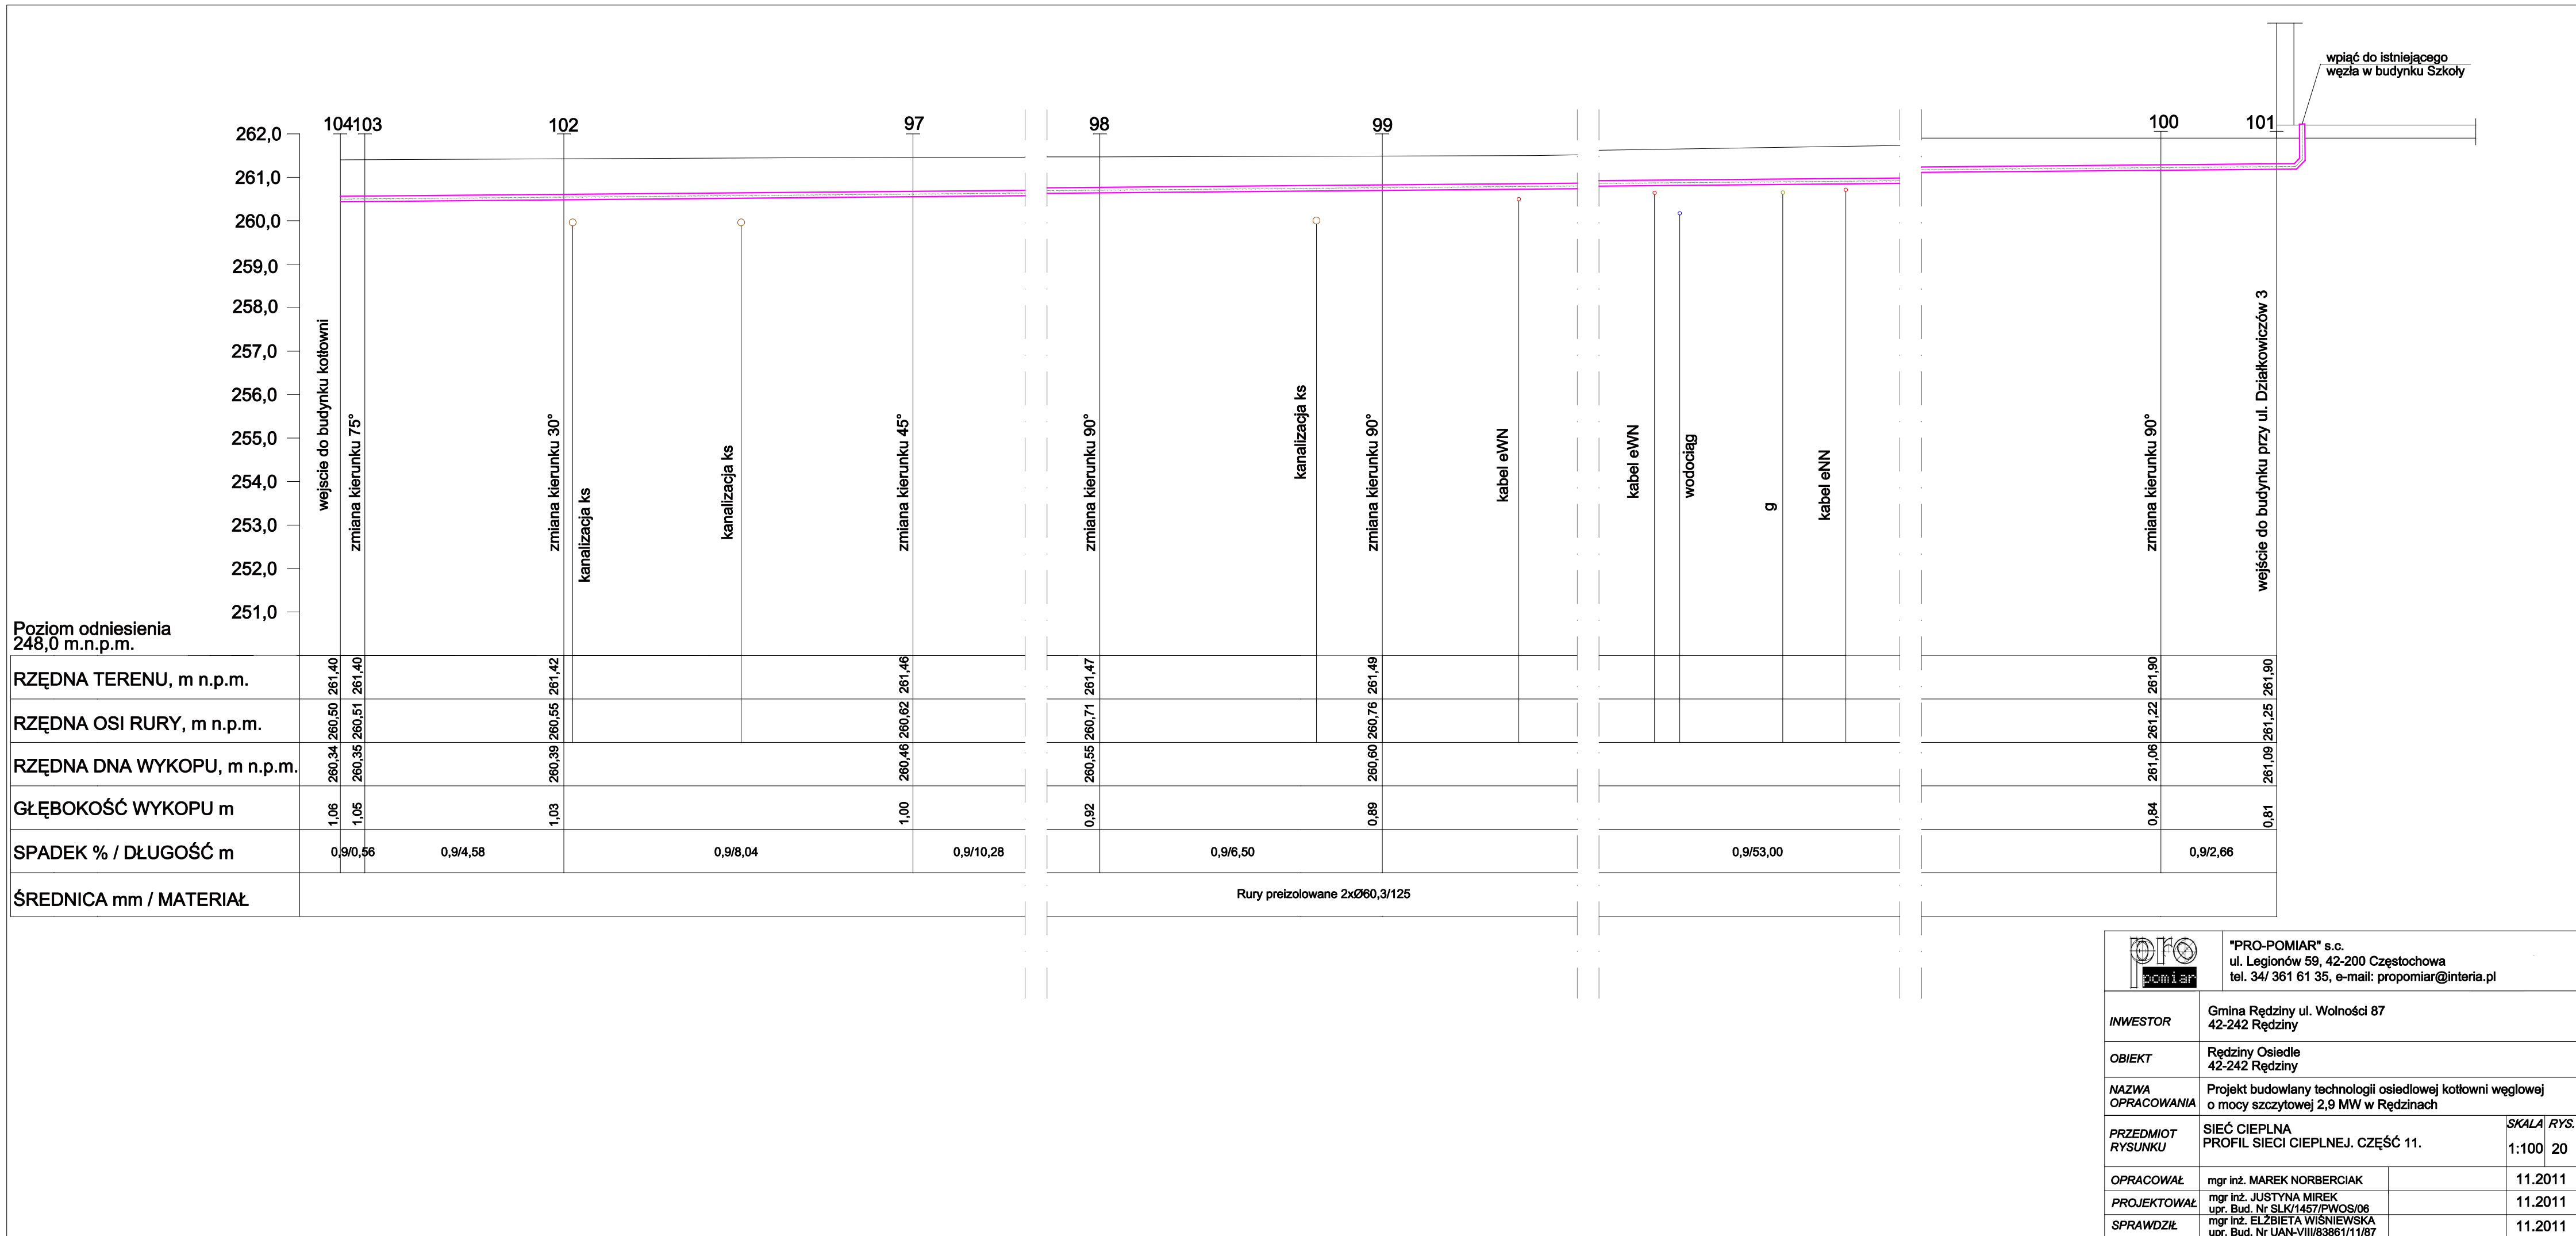 wpiąć do istniejącego
węzła w budynku Szkoły
104 103 102 97 98 99 100 101
262,0
261,0
260,0
259,0
258,0
257,0
256,0
255,0
254,0
253,0
252,0
251,0
wejscie do budynku kotłowni
zmiana kierunku 75°
zmiana kierunku 30°
kanalizacja ks
kanalizacja ks
zmiana kierunku 45°
zmiana kierunku 90°
kanalizacja ks
zmiana kierunku 90°
kabel eWN
kabel eWN
wodociąg
g
kabel eNN
zmiana kierunku 90°
wejście do budynku przy ul. Działkowiczów 3
Poziom odniesienia
248,0 m.n.p.m.
RZĘDNA TERENU, m n.p.m. 261,40 261,40 261,42 261,46 261,47 261,49 261,90 261,90
RZĘDNA OSI RURY, m n.p.m. 260,50 260,51 260,55 260,62 260,71 260,76 261,22 261,25
RZĘDNA DNA WYKOPU, m n.p.m. 260,34 260,35 260,39 260,46 260,55 260,60 261,06 261,09
GŁĘBOKOŚĆ WYKOPU m 1,06 1,05 1,03 1,00 0,92 0,89 0,84 0,81
SPADEK % / DŁUGOŚĆ m 0,9/0,56 0,9/4,58 0,9/8,04 0,9/10,28 0,9/6,50 0,9/53,00 0,9/2,66
ŚREDNICA mm / MATERIAŁ Rury preizolowane 2xØ60,3/125
pro
pomiar
"PRO-POMIAR" s.c.
ul. Legionów 59, 42-200 Częstochowa
tel. 34/ 361 61 35, e-mail: propomiar@interia.pl
INWESTOR
Gmina Rędziny ul. Wolności 87
42-242 Rędziny
OBIEKT
Rędziny Osiedle
42-242 Rędziny
NAZWA
OPRACOWANIA
Projekt budowlany technologii osiedlowej kotłowni węglowej
o mocy szczytowej 2,9 MW w Rędzinach
PRZEDMIOT
RYSUNKU
SIEĆ CIEPLNA
PROFIL SIECI CIEPLNEJ. CZĘŚĆ 11.
SKALA RYS.
1:100 20
OPRACOWAŁ mgr inż. MAREK NORBERCIAK 11.2011
PROJEKTOWAŁ mgr inż. JUSTYNA MIREK
upr. Bud. Nr SLK/1457/PWOS/06 11.2011
SPRAWDZIŁ mgr inż. ELŻBIETA WIŚNIEWSKA
upr. Bud. Nr UAN-VIII/83861/11/87 11.2011